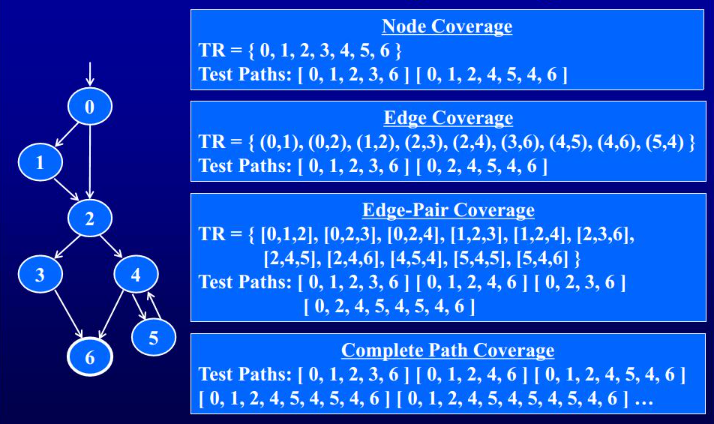 0
1
2
3
4
5
6
Node Coverage
TR = { 0, 1, 2, 3, 4, 5, 6 }
Test Paths: [ 0, 1, 2, 3, 6 ] [ 0, 1, 2, 4, 5, 4, 6 ]
Edge Coverage
TR = { (0,1), (0,2), (1,2), (2,3), (2,4), (3,6), (4,5), (4,6), (5,4) }
Test Paths: [ 0, 1, 2, 3, 6 ] [ 0, 2, 4, 5, 4, 6 ]
Edge-Pair Coverage
TR = { [0,1,2], [0,2,3], [0,2,4], [1,2,3], [1,2,4], [2,3,6],
[2,4,5], [2,4,6], [4,5,4], [5,4,5], [5,4,6] }
Test Paths: [ 0, 1, 2, 3, 6 ] [ 0, 1, 2, 4, 6 ] [ 0, 2, 3, 6 ]
[ 0, 2, 4, 5, 4, 5, 4, 6 ]
Complete Path Coverage
Test Paths: [ 0, 1, 2, 3, 6 ] [ 0, 1, 2, 4, 6 ] [ 0, 1, 2, 4, 5, 4, 6 ]
[ 0, 1, 2, 4, 5, 4, 5, 4, 6 ] [ 0, 1, 2, 4, 5, 4, 5, 4, 5, 4, 6 ] …